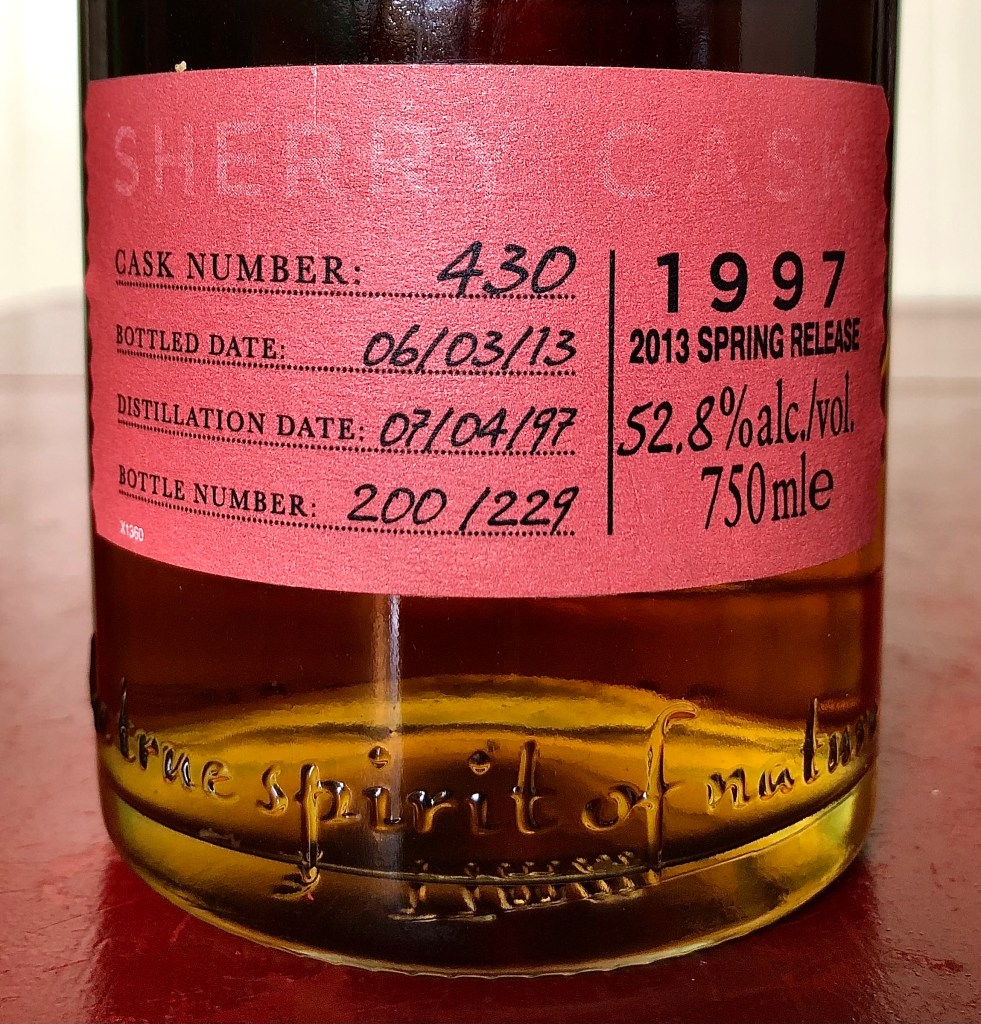 SHERRY CASK
CASK NUMBER: 430
BOTTLED DATE: 06/03/13
DISTILLATION DATE: 07/04/97
BOTTLE NUMBER: 200 /229
X1360
1997
2013 SPRING RELEASE
52.8%alc./vol.
750mle
true spirit of natur